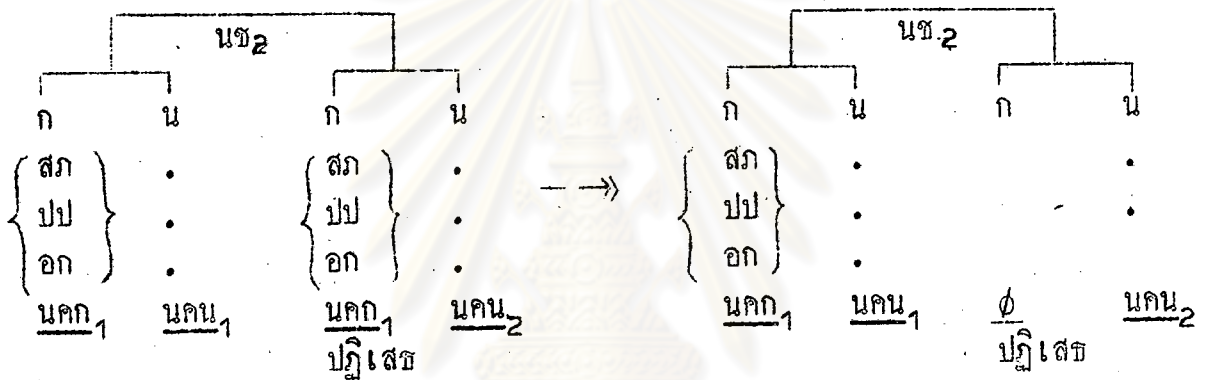 นช₂ นช.₂
ก น ก น ก น ก น
สภ สภ สภ
ปป ปป →» ปป
อก อก อก
นคก₁ นคน₁ นคก₁ นคน₂ นคก₁ นคน₁ ϕ นคน₂
ปฏิเสธ ปฏิเสธ